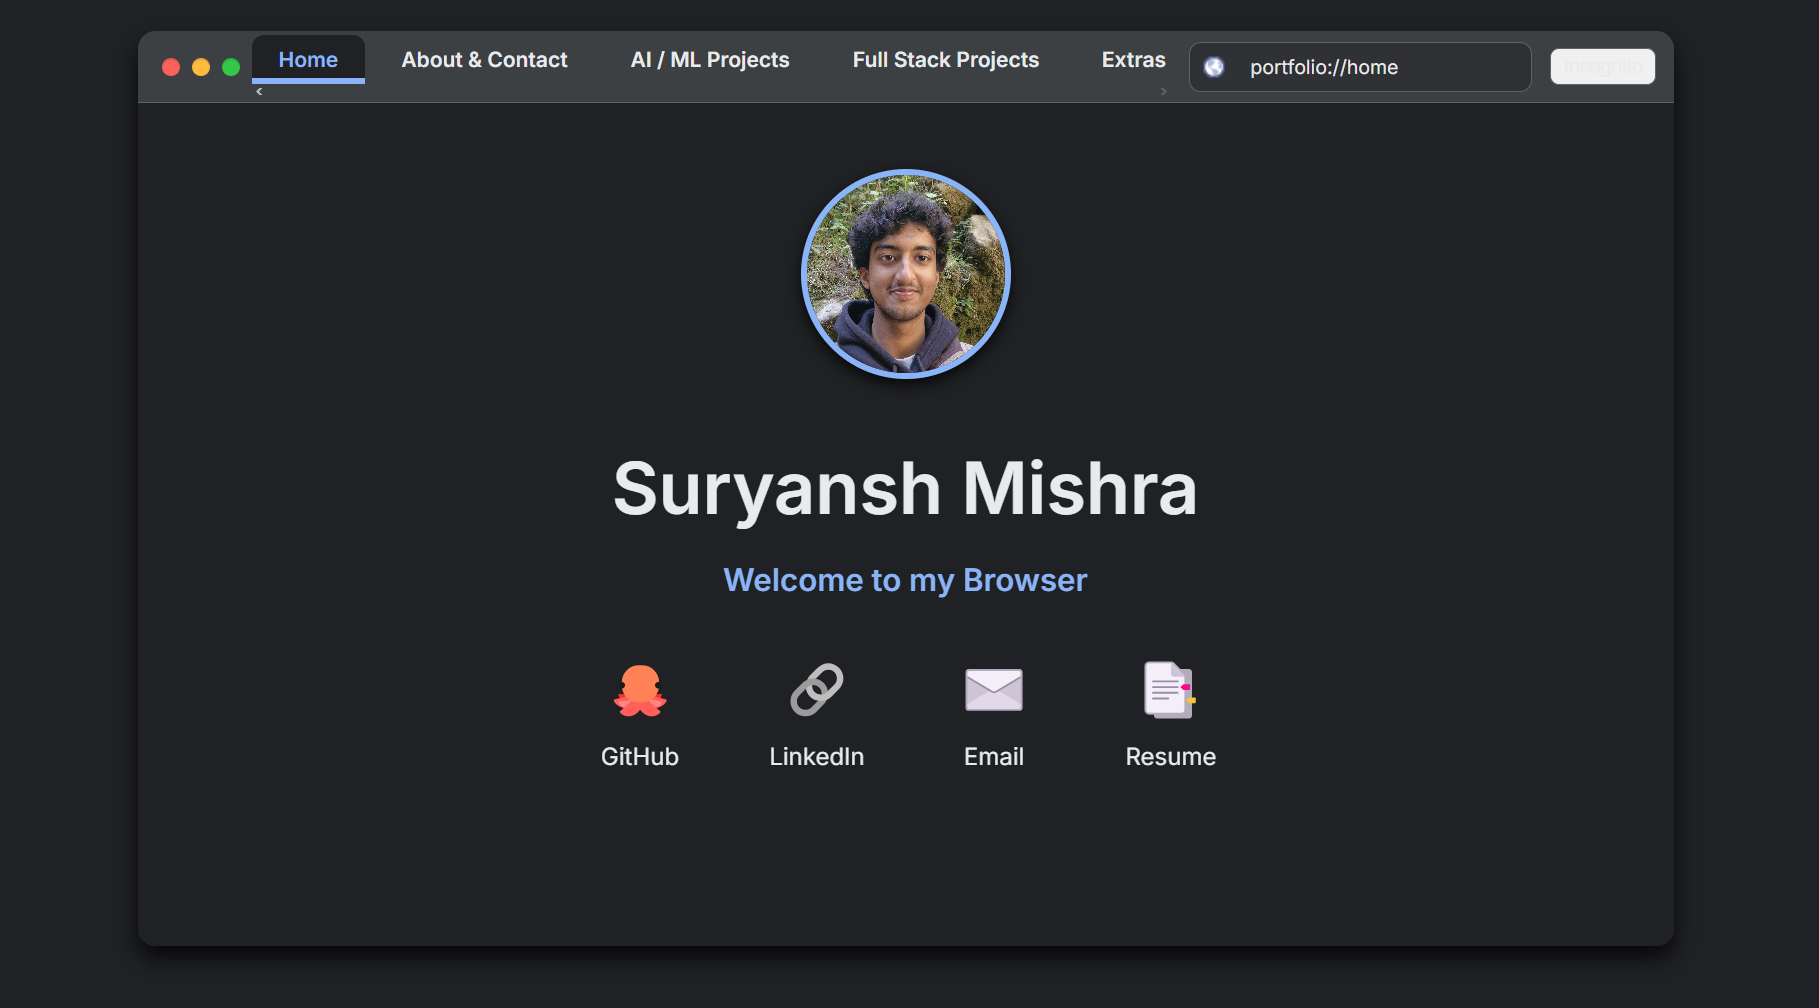 Home
About & Contact
AI / ML Projects
Full Stack Projects
Extras
portfolio://home
Incognito
Suryansh Mishra
Welcome to my Browser
GitHub
LinkedIn
Email
Resume